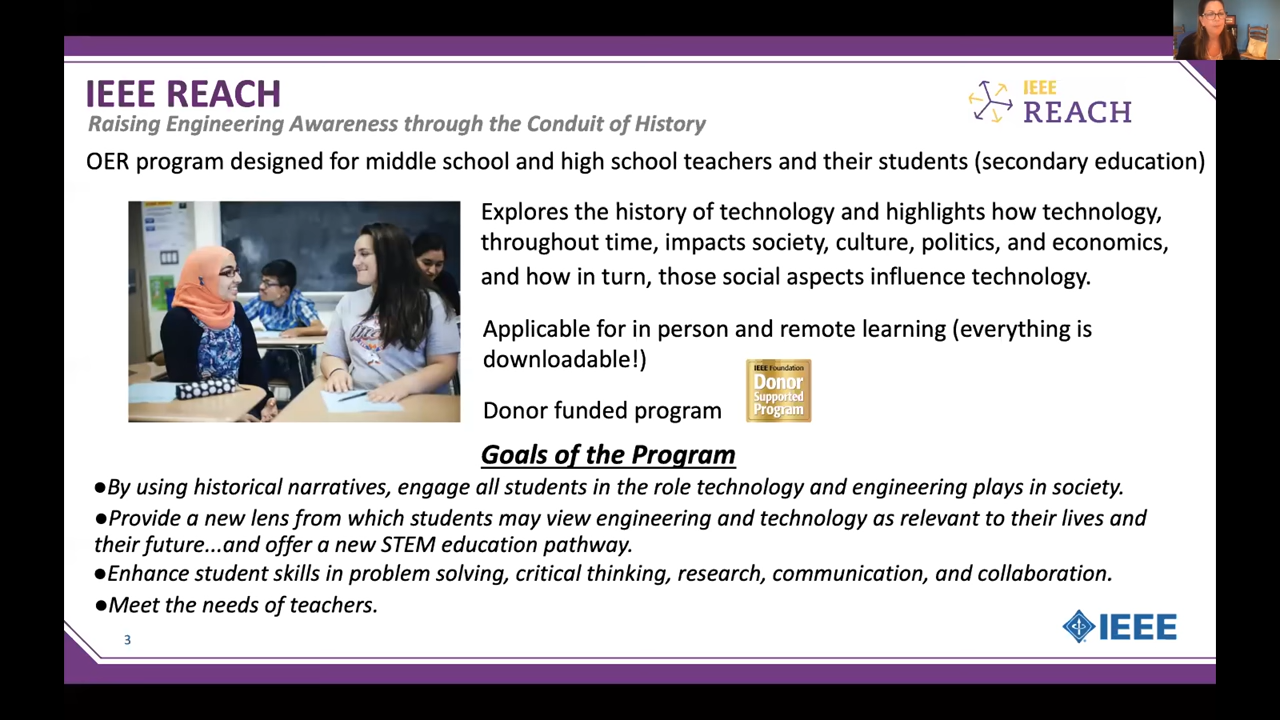 IEEE REACH
Raising Engineering Awareness through the Conduit of History
IEEE
REACH
OER program designed for middle school and high school teachers and their students (secondary education)
Explores the history of technology and highlights how technology,
throughout time, impacts society, culture, politics, and economics,
and how in turn, those social aspects influence technology.
Applicable for in person and remote learning (everything is
downloadable!)
Donor funded program
IEEE Foundation
Donor
Supported
Program
Goals of the Program
●By using historical narratives, engage all students in the role technology and engineering plays in society.
●Provide a new lens from which students may view engineering and technology as relevant to their lives and
their future...and offer a new STEM education pathway.
●Enhance student skills in problem solving, critical thinking, research, communication, and collaboration.
●Meet the needs of teachers.
3
IEEE